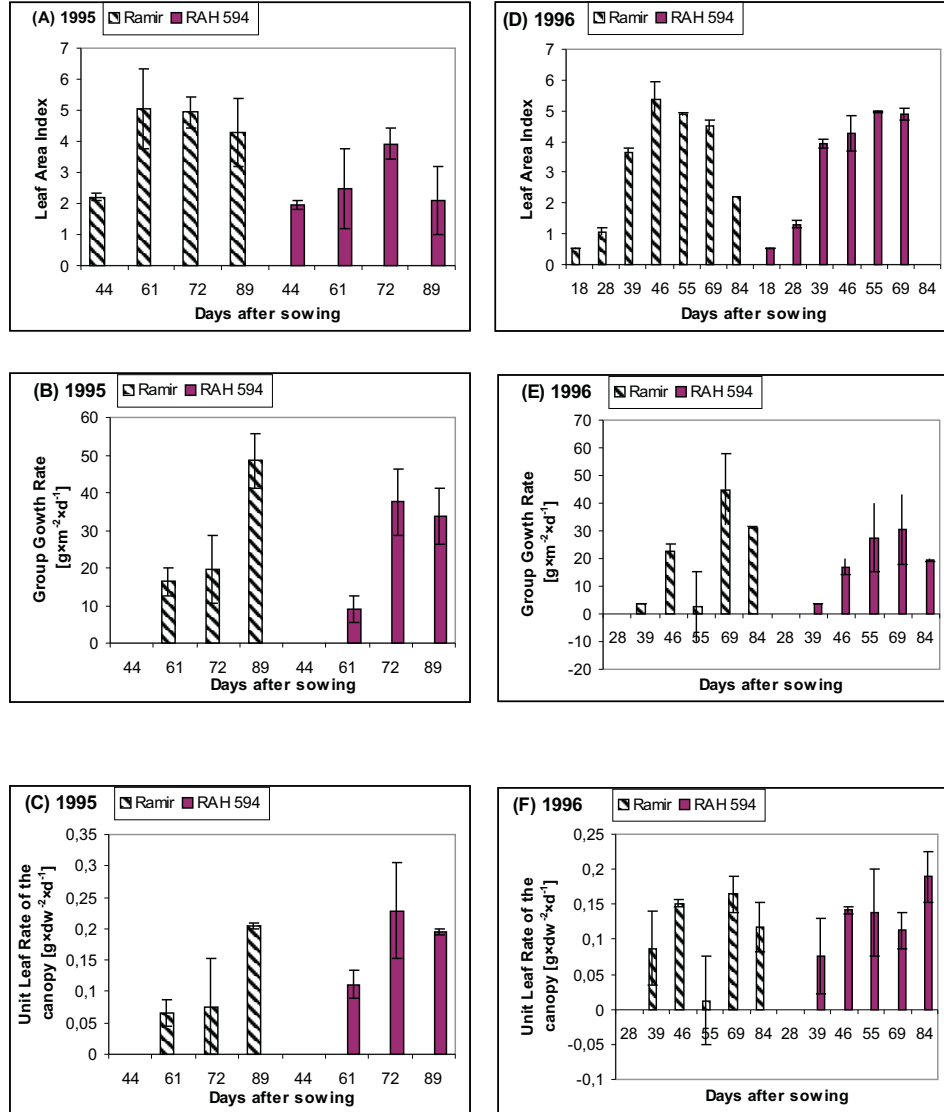 (A) 1995 Ramir RAH 594
Leaf Area Index
7
6
5
4
3
2
1
0
44 61 72 89 44 61 72 89
Days after sowing
(D) 1996 Ramir RAH 594
Leaf Area Index
7
6
5
4
3
2
1
0
18 28 39 46 55 69 84 18 28 39 46 55 69 84
Days after sowing
(B) 1995 Ramir RAH 594
Group Gowth Rate
[g×m⁻²×d⁻¹]
60
50
40
30
20
10
0
44 61 72 89 44 61 72 89
Days after sowing
(E) 1996 Ramir RAH 594
Group Gowth Rate
[g×m⁻²×d⁻¹]
70
60
50
40
30
20
10
0
-10
-20
28 39 46 55 69 84 28 39 46 55 69 84
Days after sowing
(C) 1995 Ramir RAH 594
Unit Leaf Rate of the
canopy [g×dw⁻²×d⁻¹]
0,35
0,3
0,25
0,2
0,15
0,1
0,05
0
44 61 72 89 44 61 72 89
Days after sowing
(F) 1996 Ramir RAH 594
Unit Leaf Rate of the
canopy [g×dw⁻²×d⁻¹]
0,25
0,2
0,15
0,1
0,05
0
-0,05
-0,1
28 39 46 55 69 84 28 39 46 55 69 84
Days after sowing